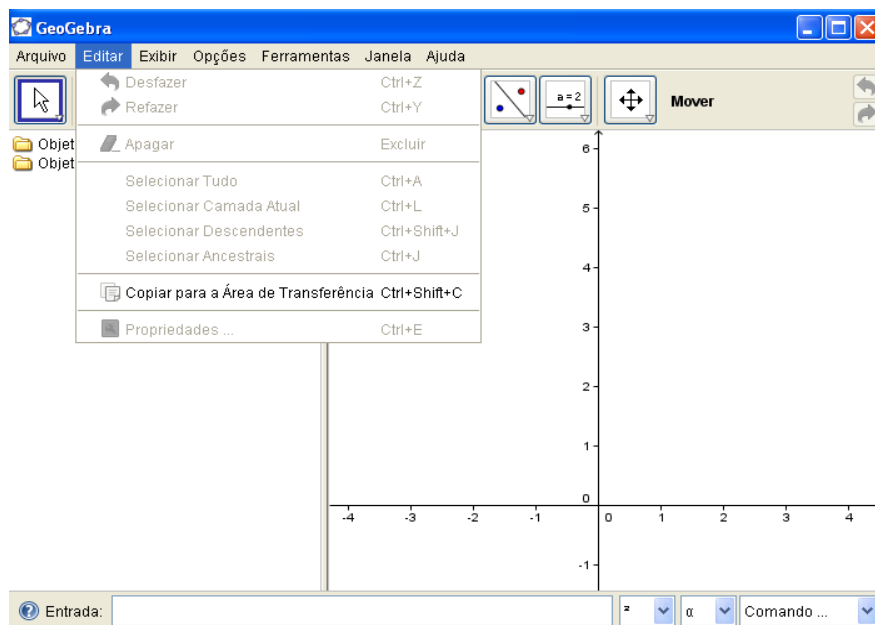 GeoGebra
Arquivo Editar Exibir Opções Ferramentas Janela Ajuda
Desfazer Ctrl+Z
Refazer Ctrl+Y
a = 2
Mover
Objet
Objet
Apagar Excluir
Selecionar Tudo Ctrl+A
Selecionar Camada Atual Ctrl+L
Selecionar Descendentes Ctrl+Shift+J
Selecionar Ancestrais Ctrl+J
Copiar para a Área de Transferência Ctrl+Shift+C
Propriedades ... Ctrl+E
6
5
4
3
2
1
0
-4 -3 -2 -1 0 1 2 3 4
-1
Entrada: ² α Comando ...